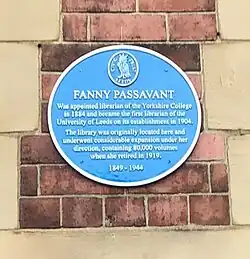 FANNY PASSAVANT
Was appointed librarian of the Yorkshire College
in 1884 and became the first librarian of the
University of Leeds on its establishment in 1904.
The library was originally located here and
underwent considerable expansion under her
direction, containing 80,000 volumes
when she retired in 1919.
1849 - 1944